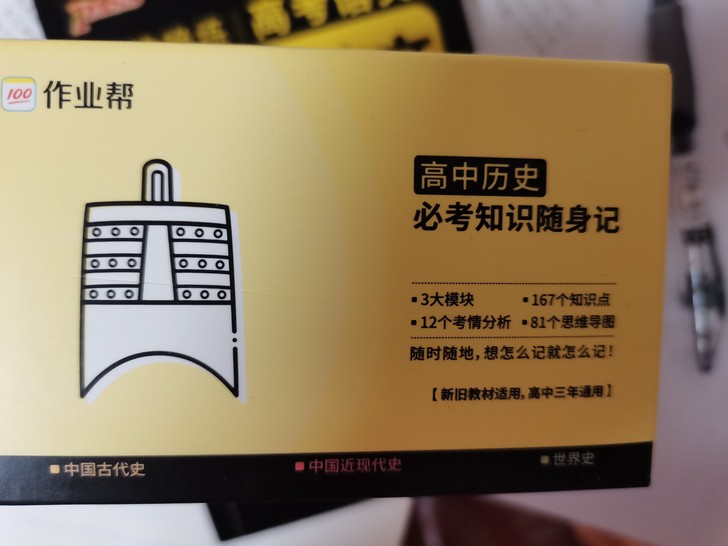 高考语文
100 作业帮
高中历史
必考知识随身记
▪3大模块 ▪167个知识点
▪12个考情分析 ▪81个思维导图
随时随地，想怎么记就怎么记！
【新旧教材适用，高中三年通用】
中国古代史 中国近现代史 世界史